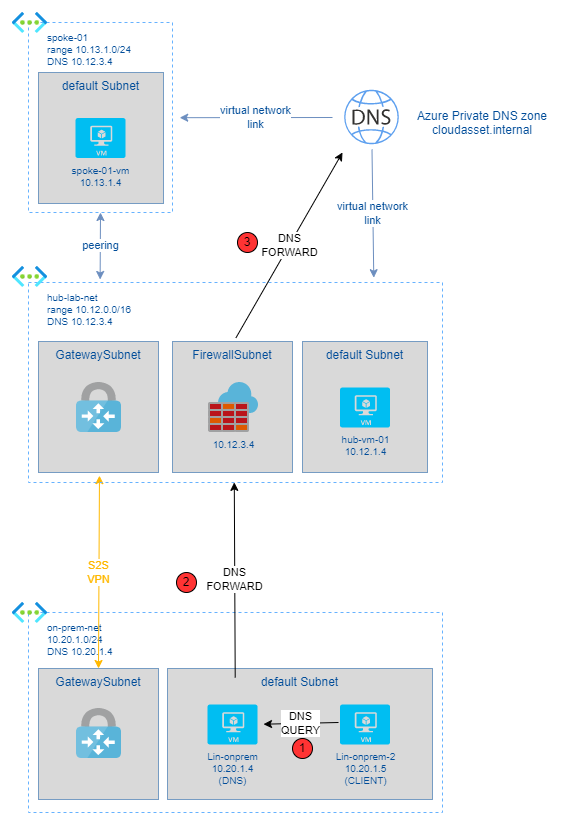 spoke-01
range 10.13.1.0/24
DNS 10.12.3.4
default Subnet
VM
spoke-01-vm
10.13.1.4
virtual network
link
DNS
Azure Private DNS zone
cloudasset.internal
virtual network
link
3
DNS
FORWARD
peering
hub-lab-net
range 10.12.0.0/16
DNS 10.12.3.4
GatewaySubnet
FirewallSubnet
10.12.3.4
default Subnet
VM
hub-vm-01
10.12.1.4
S2S
VPN
2
DNS
FORWARD
on-prem-net
10.20.1.0/24
DNS 10.20.1.4
GatewaySubnet
default Subnet
VM
Lin-onprem
10.20.1.4
(DNS)
DNS
QUERY
1
VM
Lin-onprem-2
10.20.1.5
(CLIENT)